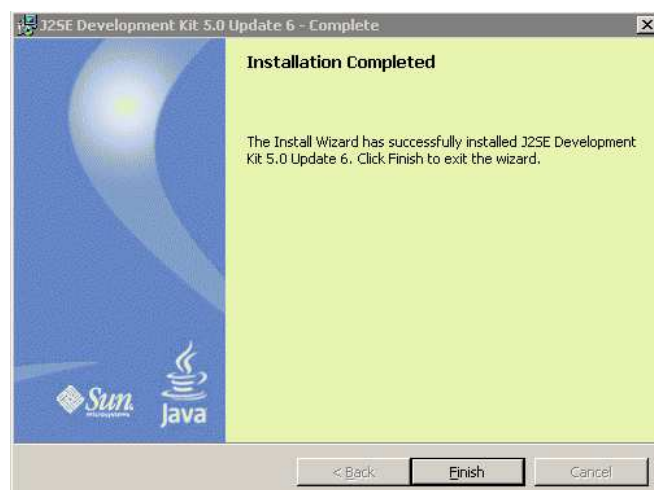 J2SE Development Kit 5.0 Update 6 - Complete
Installation Completed
The Install Wizard has successfully installed J2SE Development
Kit 5.0 Update 6. Click Finish to exit the wizard.
Sun
microsystems
Java
< Back
Finish
Cancel